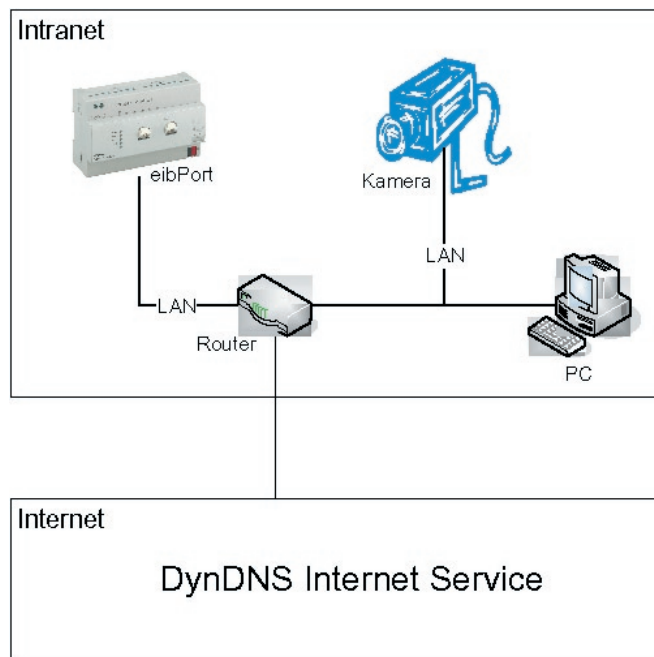 Intranet
eibPort
Kamera
LAN
LAN
Router
PC
Internet
DynDNS Internet Service